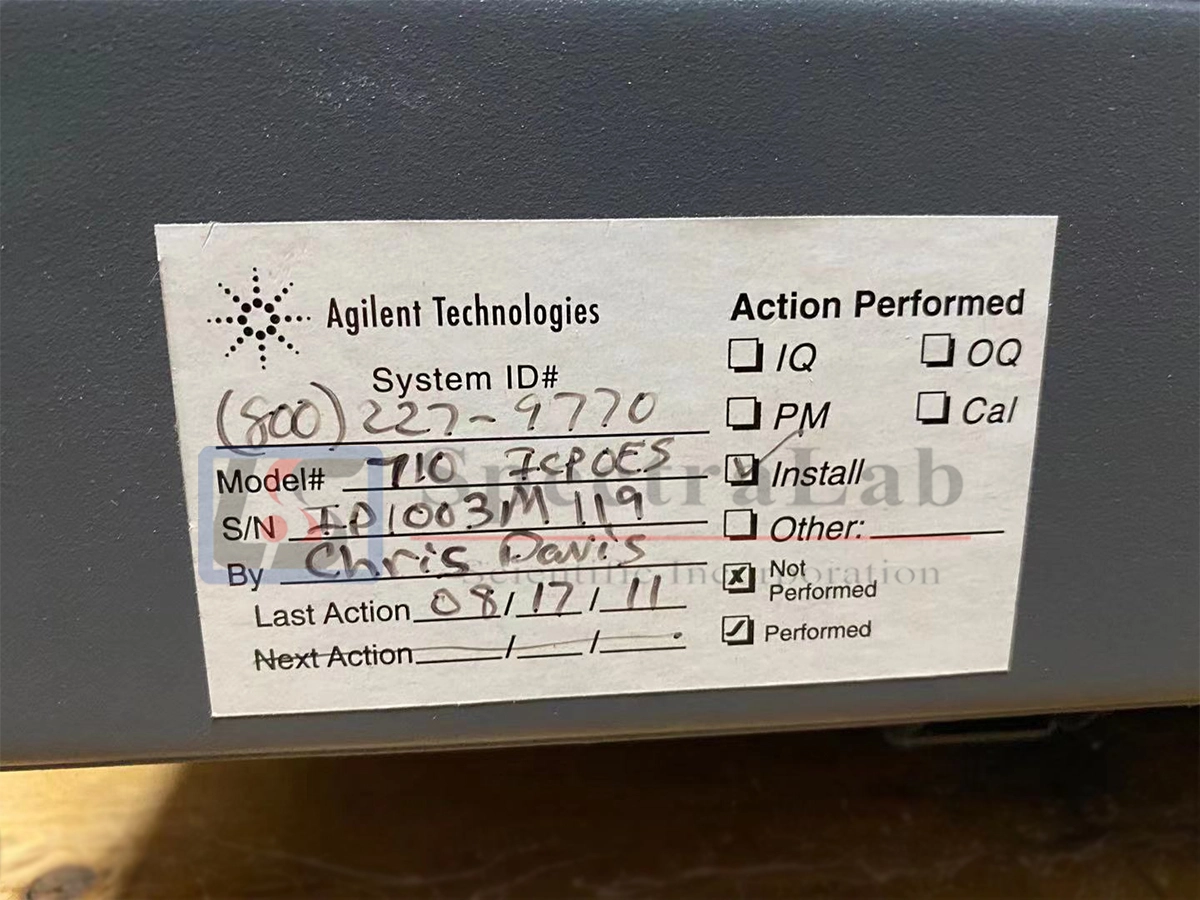 Agilent Technologies
System ID#
(800) 227-9770
Model# 710 ICPOES
S/N IP1003M119
By Chris Davis
Last Action 08/17/11
Next Action / /
Action Performed
IQ OQ
PM Cal
Install
Other:
Not
Performed
Performed
SpectraLab
Scientific Incorporation